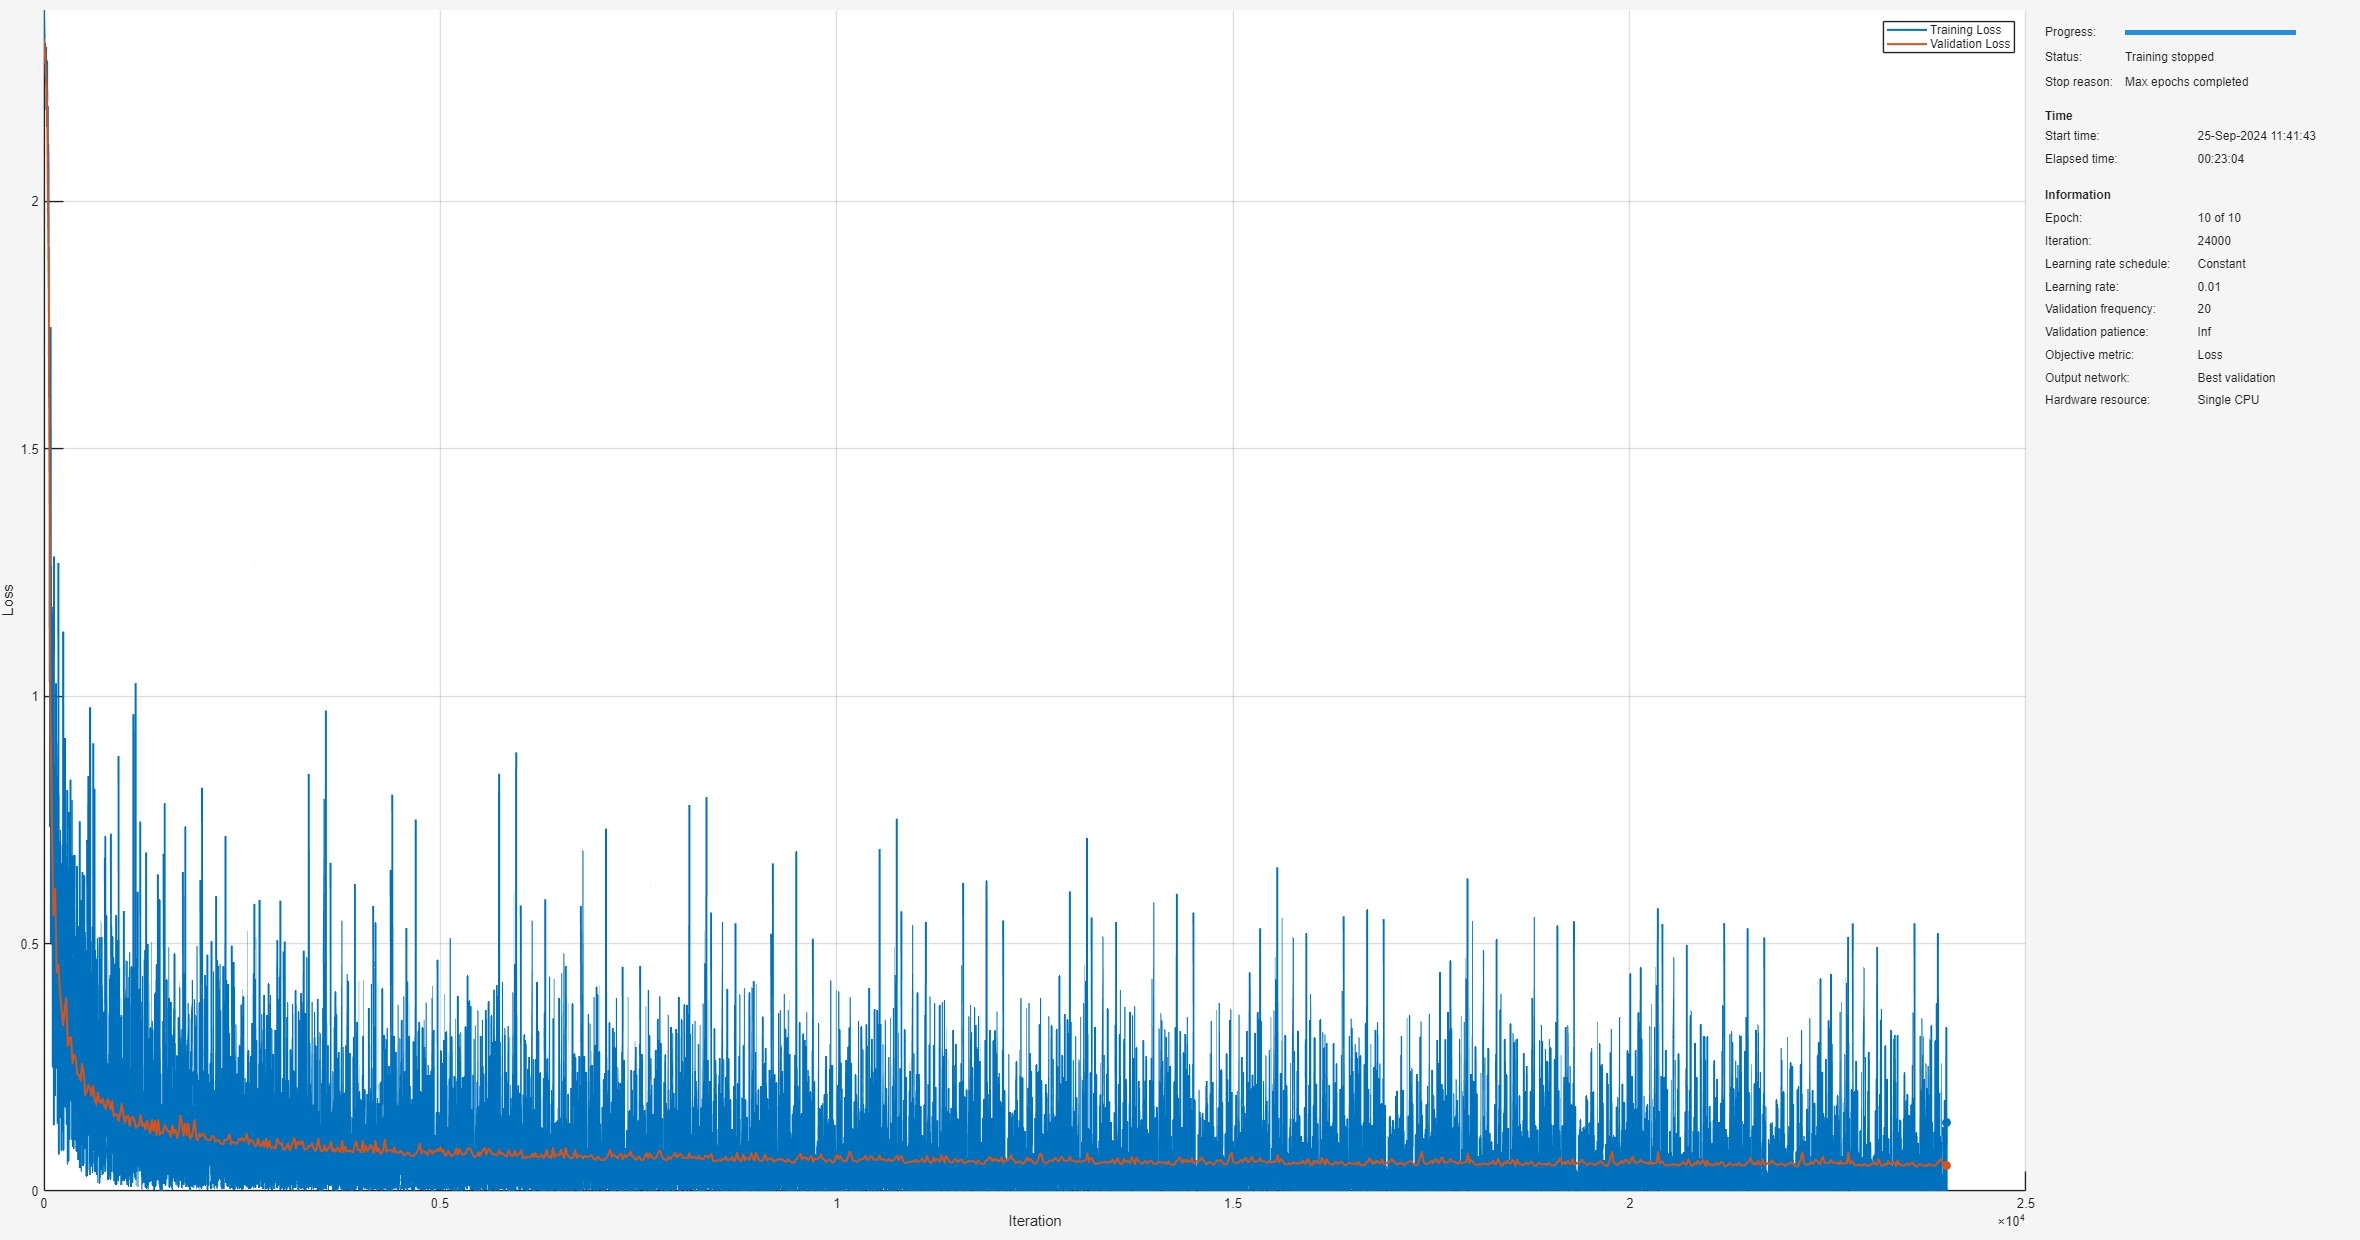 Training Loss
Validation Loss
2
1.5
1
0.5
0
Loss
0 0.5 1 1.5 2 2.5
Iteration
×10⁴
Progress:
Status: Training stopped
Stop reason: Max epochs completed
Time
Start time: 25-Sep-2024 11:41:43
Elapsed time: 00:23:04
Information
Epoch: 10 of 10
Iteration: 24000
Learning rate schedule: Constant
Learning rate: 0.01
Validation frequency: 20
Validation patience: Inf
Objective metric: Loss
Output network: Best validation
Hardware resource: Single CPU